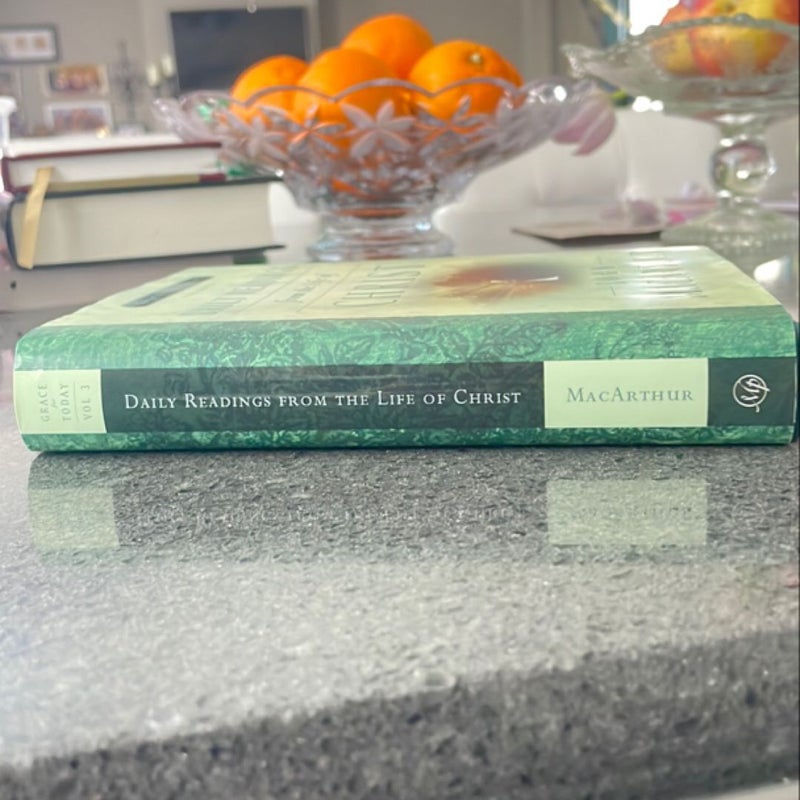 CHRIST
GRACE
for
TODAY
VOL 3
DAILY READINGS FROM THE LIFE OF CHRIST
MACARTHUR